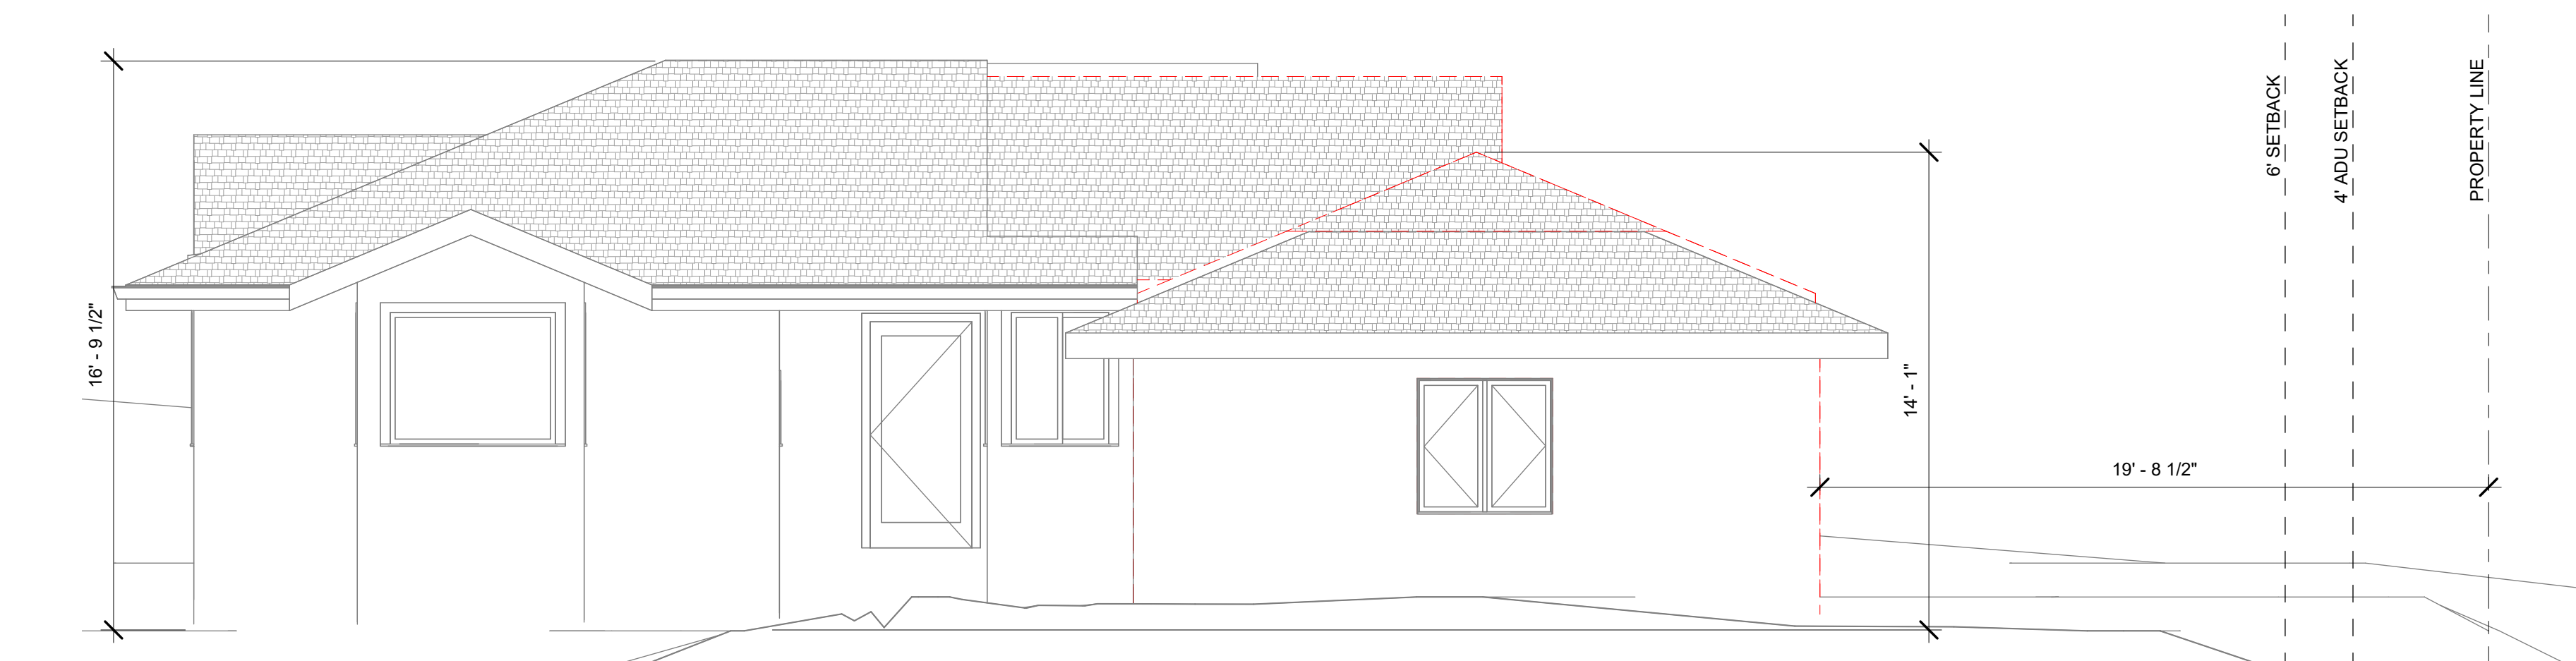 16' - 9 1/2"
14' - 1"
19' - 8 1/2"
6' SETBACK
4' ADU SETBACK
PROPERTY LINE